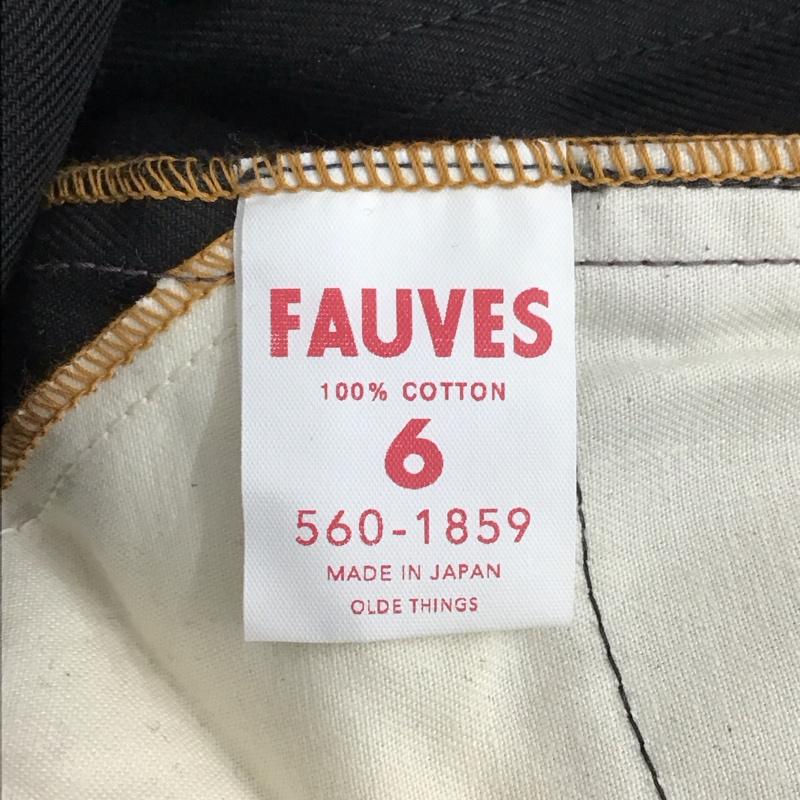 FAUVES
100% COTTON
6
560-1859
MADE IN JAPAN
OLDE THINGS